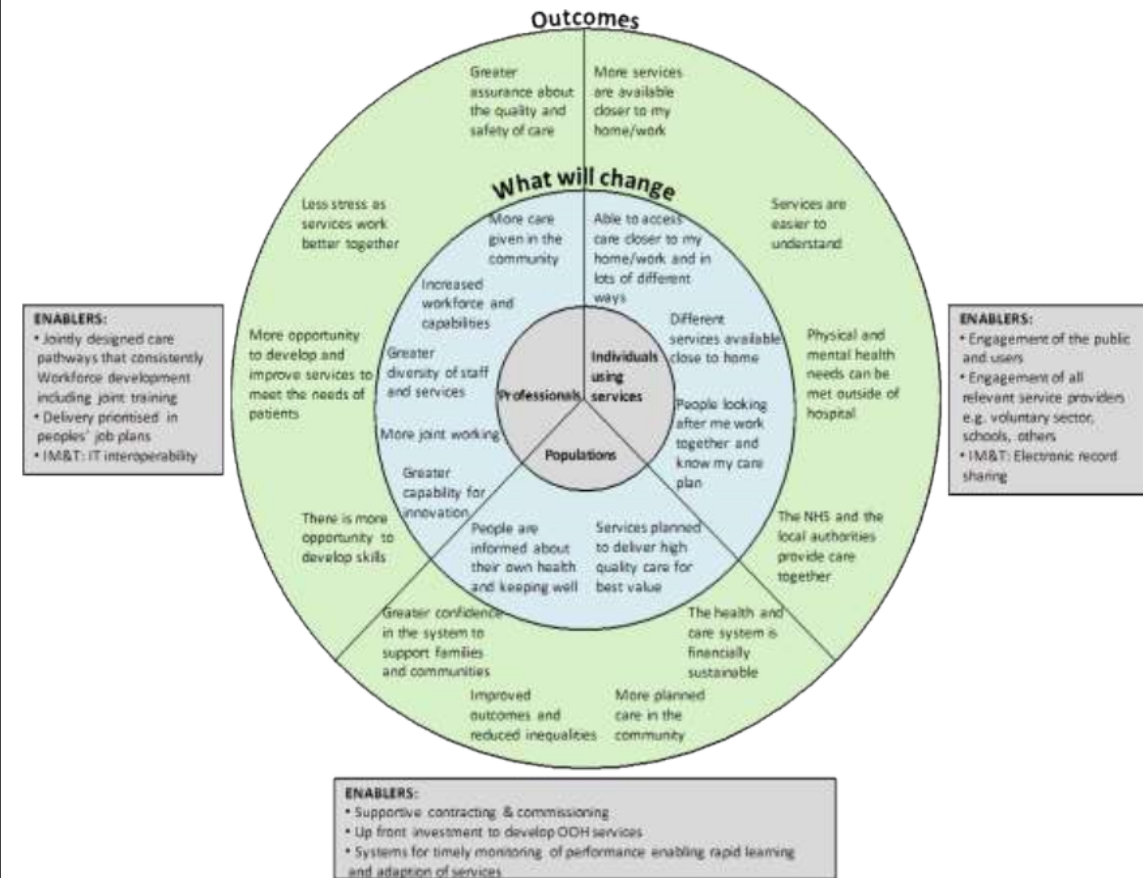 Outcomes
Greater
assurance about
the quality and
safety of care
More services
are available
closer to my
home/work
Less stress as
services work
better together
Services are
easier to
understand
More opportunity
to develop and
improve services to
meet the needs of
patients
Physical and
mental health
needs can be
met outside of
hospital
There is more
opportunity to
develop skills
The NHS and the
local authorities
provide care
together
Greater confidence
in the system to
support families
and communities
The health and
care system is
financially
sustainable
Improved
outcomes and
reduced inequalities
More planned
care in the
community
What will change
More care
given in the
community
Able to access
care closer to my
home/work and in
lots of different
ways
Increased
workforce and
capabilities
Different
services available
close to home
Greater
diversity of staff
and services
People looking
after me work
together and
know my care
plan
More joint working
Greater
capability for
innovation
People are
informed about
their own health
and keeping well
Services planned
to deliver high
quality care for
best value
Professionals
Individuals
using
services
Populations
ENABLERS:
• Jointly designed care
pathways that consistently
Workforce development
including joint training
• Delivery prioritised in
peoples' job plans
• IM&T: IT interoperability
ENABLERS:
• Engagement of the public
and users
• Engagement of all
relevant service providers
e.g. voluntary sector,
schools, others
• IM&T: Electronic record
sharing
ENABLERS:
• Supportive contracting & commissioning
• Up front investment to develop OOH services
• Systems for timely monitoring of performance enabling rapid learning
and adaption of services